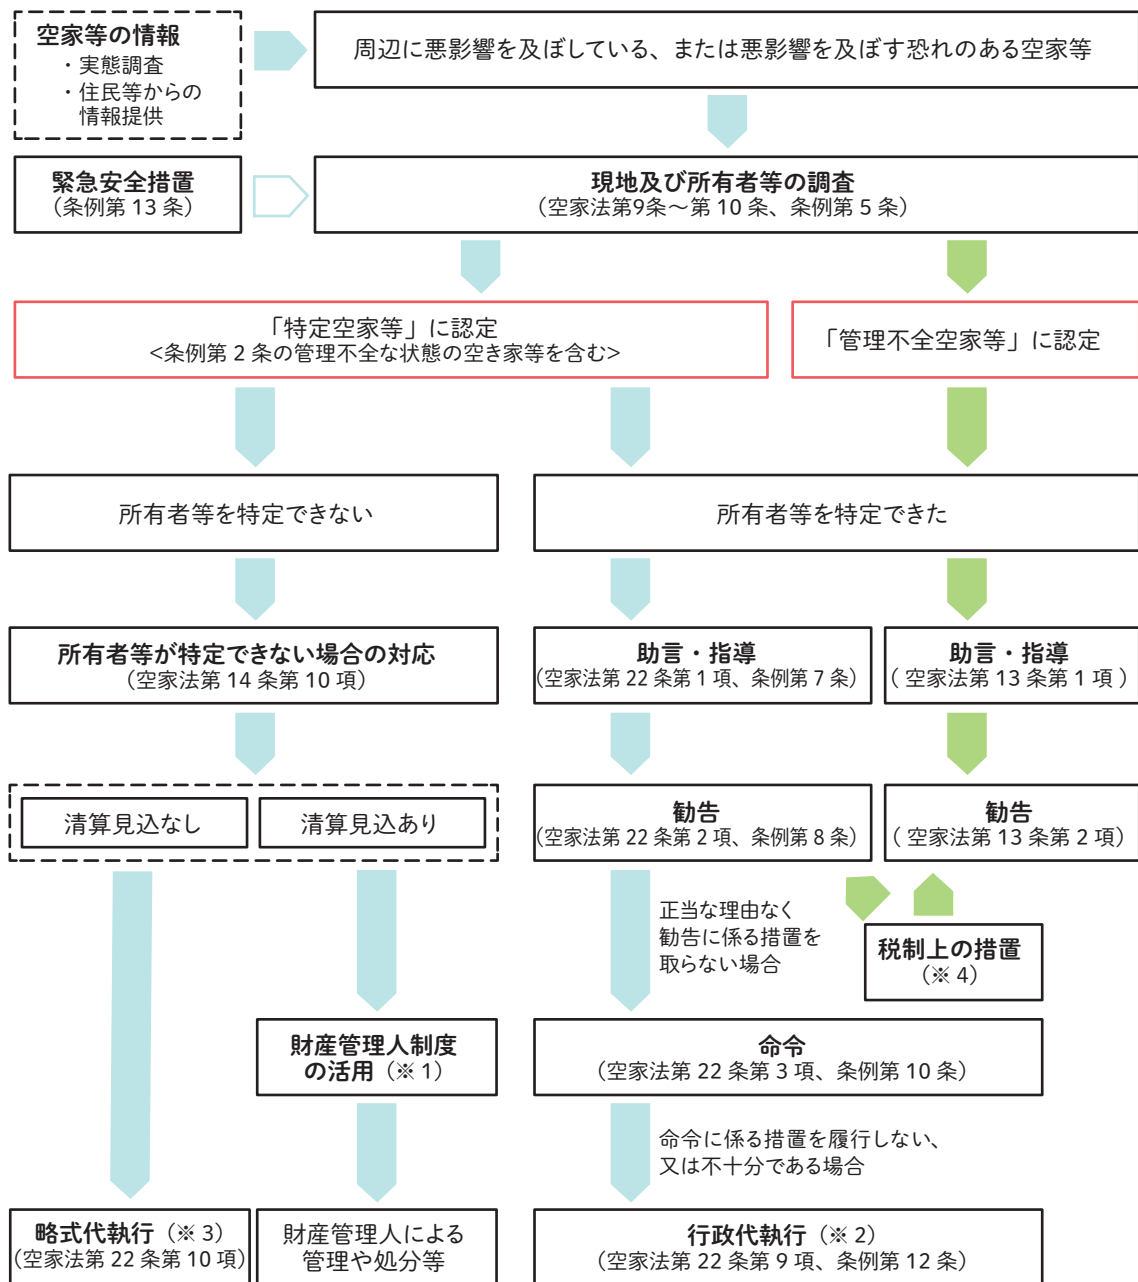 空家等の情報
・実態調査
・住民等からの
情報提供
周辺に悪影響を及ぼしている、または悪影響を及ぼす恐れのある空家等
緊急安全措置
（条例第 13 条）
現地及び所有者等の調査
（空家法第9条～第 10 条、条例第 5 条）
「特定空家等」に認定
<条例第 2 条の管理不全な状態の空き家等を含む>
「管理不全空家等」に認定
所有者等を特定できない
所有者等を特定できた
所有者等が特定できない場合の対応
（空家法第 14 条第 10 項）
助言・指導
（空家法第 22 条第 1 項、条例第 7 条）
助言・指導
（ 空家法第 13 条第 1 項 ）
清算見込なし
清算見込あり
勧告
（空家法第 22 条第 2 項、条例第 8 条）
勧告
（ 空家法第 13 条第 2 項）
正当な理由なく
勧告に係る措置を
取らない場合
税制上の措置
（※ 4）
財産管理人制度
の活用（※ 1）
命令
（空家法第 22 条第 3 項、条例第 10 条）
命令に係る措置を履行しない、
又は不十分である場合
略式代執行（※ 3）
（空家法第 22 条第 10 項）
財産管理人による
管理や処分等
行政代執行（※ 2）
（空家法第 22 条第 9 項、条例第 12 条）